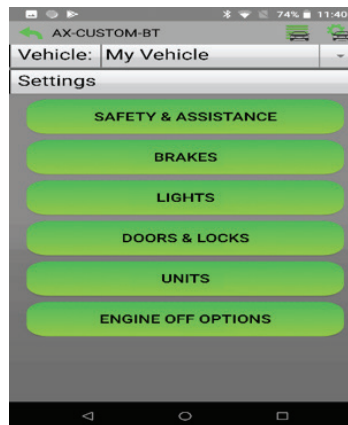 74% 11:40
AX-CUSTOM-BT
Vehicle: My Vehicle
Settings
SAFETY & ASSISTANCE
BRAKES
LIGHTS
DOORS & LOCKS
UNITS
ENGINE OFF OPTIONS